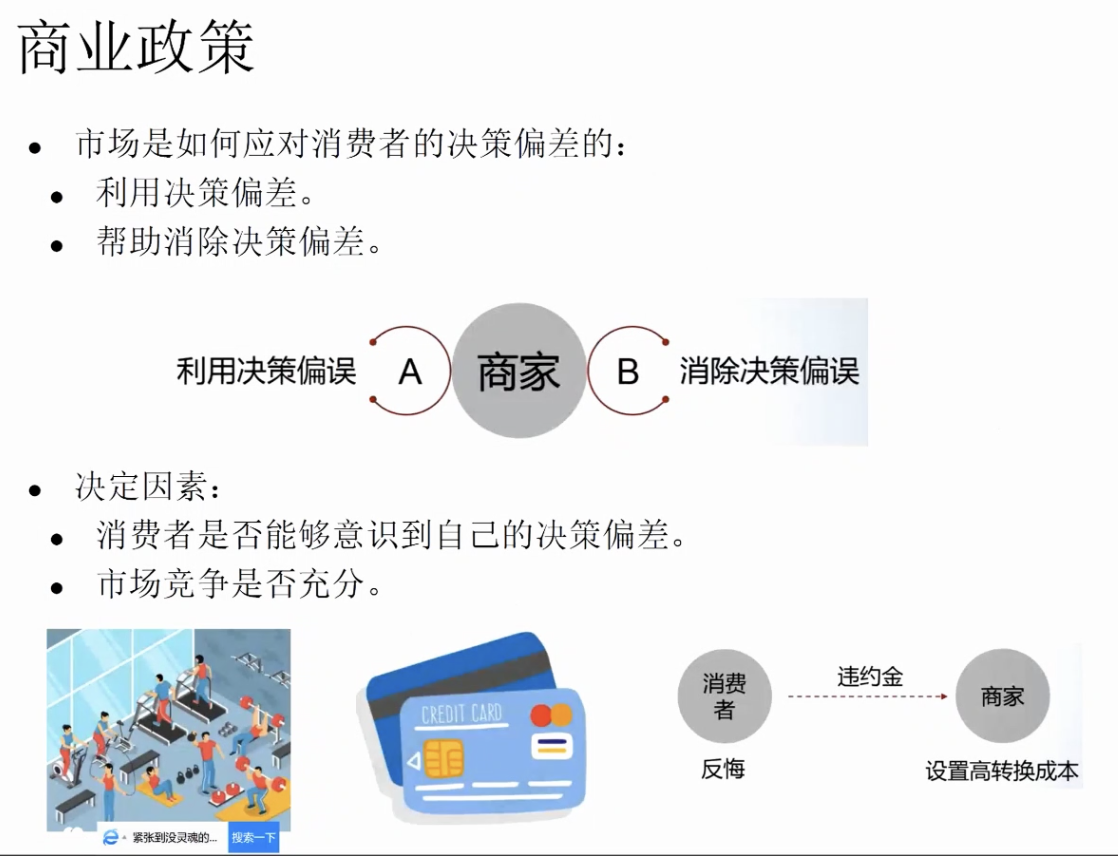 商业政策
市场是如何应对消费者的决策偏差的：
利用决策偏差。
帮助消除决策偏差。
利用决策偏误 A 商家 B 消除决策偏误
决定因素：
消费者是否能够意识到自己的决策偏差。
市场竞争是否充分。
CREDIT CARD
消费
者
违约金
商家
反悔
设置高转换成本
紧张到没灵魂的...
搜索一下